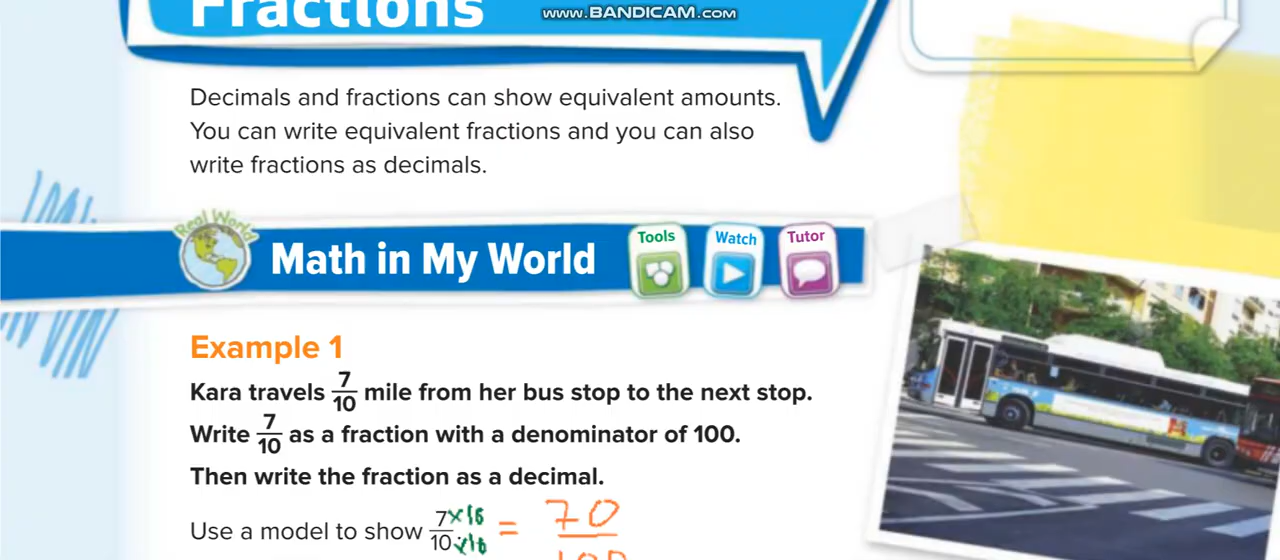 Fractions
www.BANDICAM.com
Decimals and fractions can show equivalent amounts.
You can write equivalent fractions and you can also
write fractions as decimals.
Real World
Math in My World
Tools
Watch
Tutor
Example 1
Kara travels 7/10 mile from her bus stop to the next stop.
Write 7/10 as a fraction with a denominator of 100.
Then write the fraction as a decimal.
Use a model to show 7×10/10×10 = 70/100